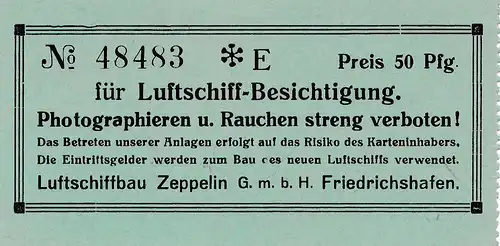 № 48483 * E Preis 50 Pfg.
für Luftschiff-Besichtigung.
Photographieren u. Rauchen streng verboten!
Das Betreten unserer Anlagen erfolgt auf das Risiko des Karteninhabers.
Die Eintrittsgelder werden zum Bau des neuen Luftschiffs verwendet.
Luftschiffbau Zeppelin G. m. b. H. Friedrichshafen.